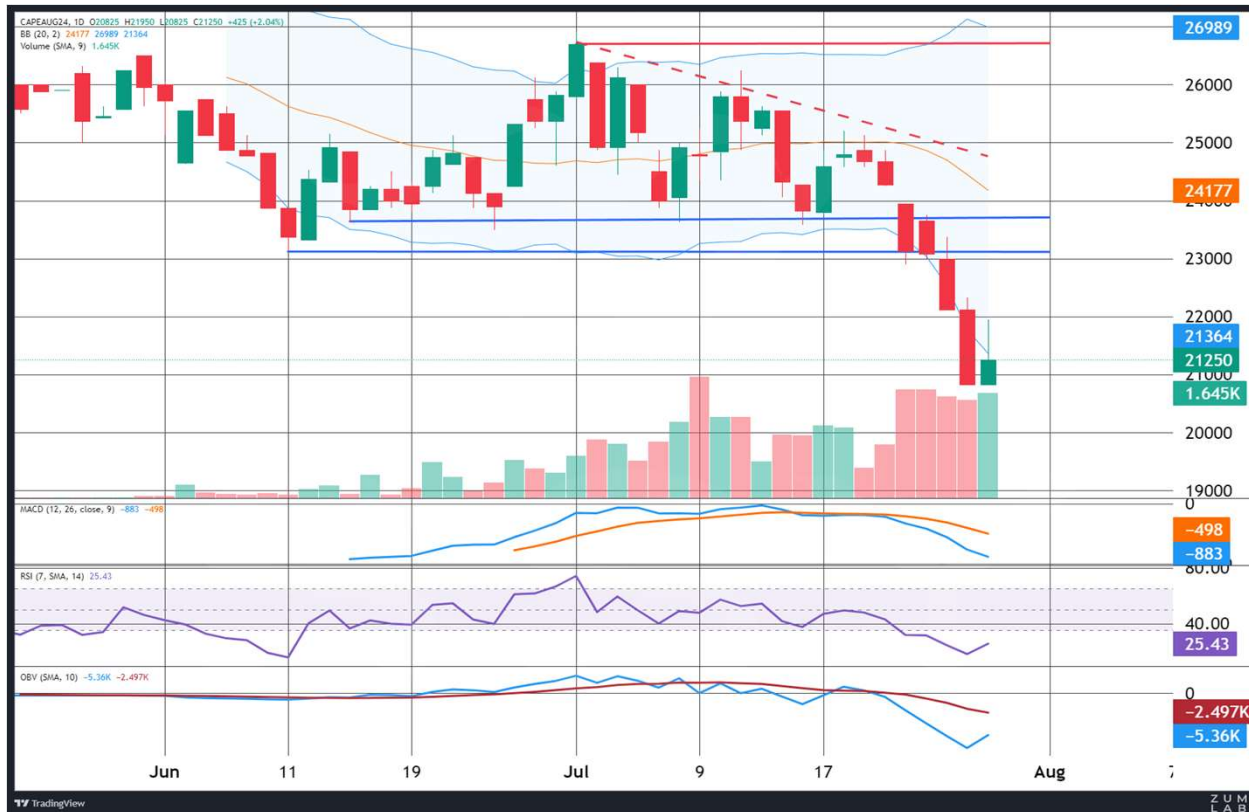 CAPEAUG24, 1D O20825 H21950 L20825 C21250 +425 (+2.04%)
BB (20, 2) 24177 26989 21364
Volume (SMA, 9) 1.645K
26989
26000
25000
24177
24000
23000
22000
21364
21250
21000
1.645K
20000
19000
MACD (12, 26, close, 9) −883 −498
0
−498
−883
80.00
RSI (7, SMA, 14) 25.43
40.00
25.43
OBV (SMA, 10) −5.36K −2.497K
0
−2.497K
−5.36K
Jun 11 19 Jul 9 17 Aug
TradingView
ZUM
LAB